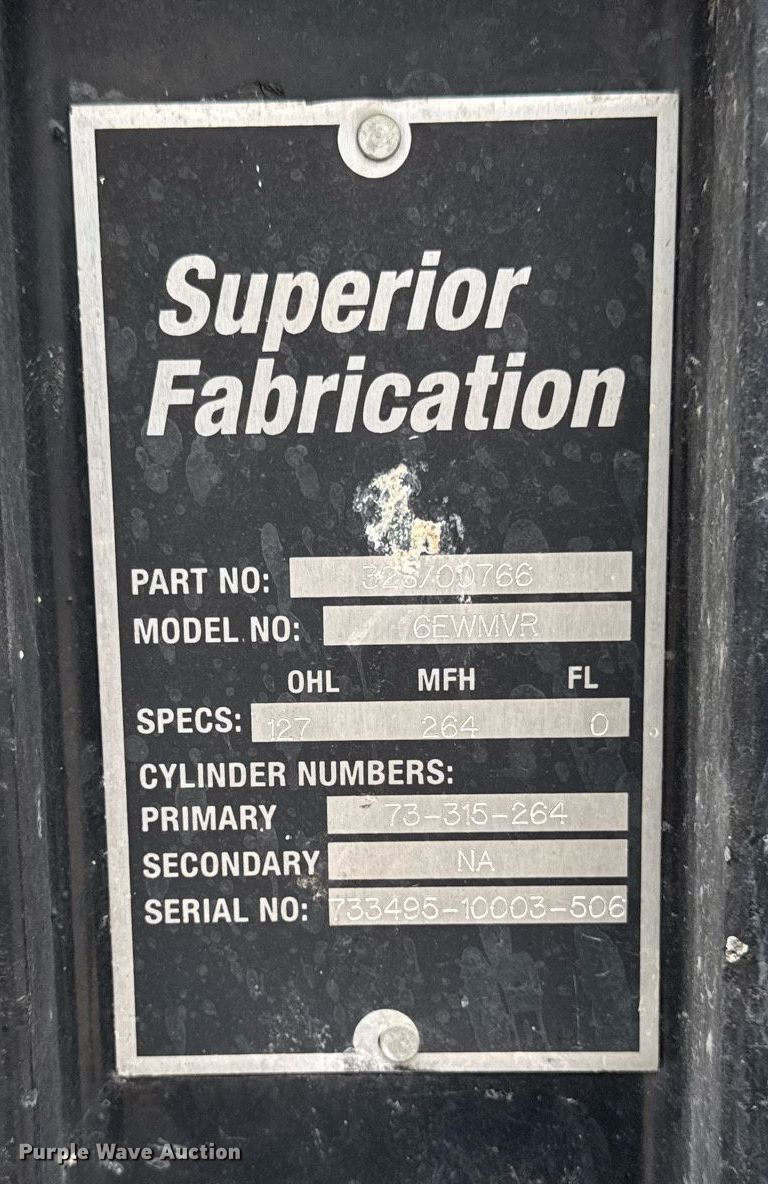 Superior
Fabrication
PART NO: 328/00766
MODEL NO: 6EWMVR
OHL MFH FL
SPECS: 127 264 0
CYLINDER NUMBERS:
PRIMARY 73-315-264
SECONDARY NA
SERIAL NO: 733495-10003-506
Purple Wave Auction